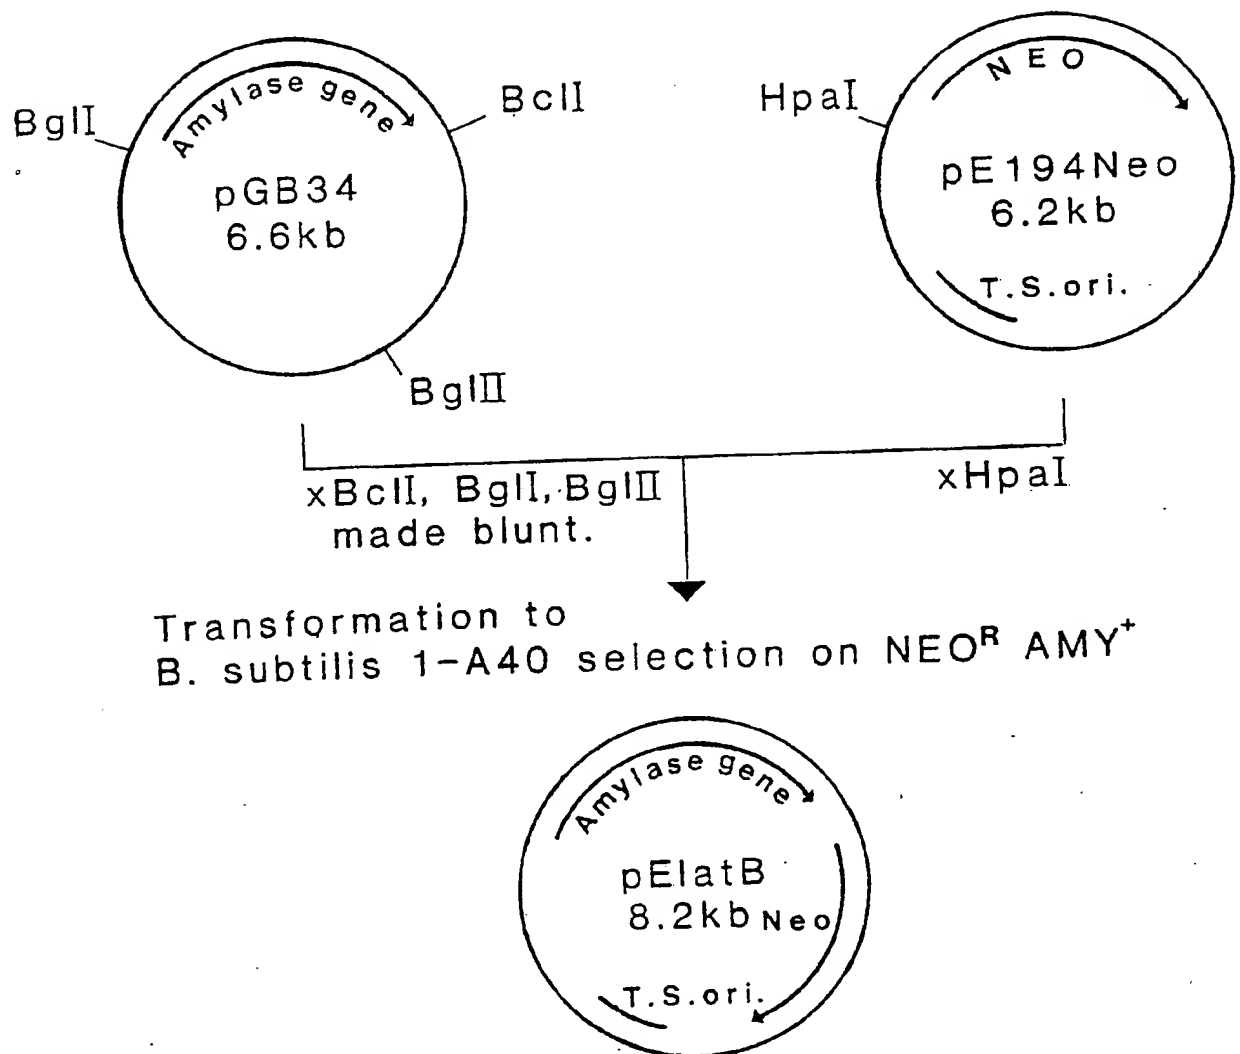 Amylase gene
BglI
BclI
pGB34
6.6kb
BglII
NEO
HpaI
pE194Neo
6.2kb
T.S.ori.
xBclI, BglI, BglII
made blunt.
xHpaI
Transformation to
B. subtilis 1-A40 selection on NEOᴿ AMY⁺
Amylase gene
pElatB
8.2kb
Neo
T.S.ori.